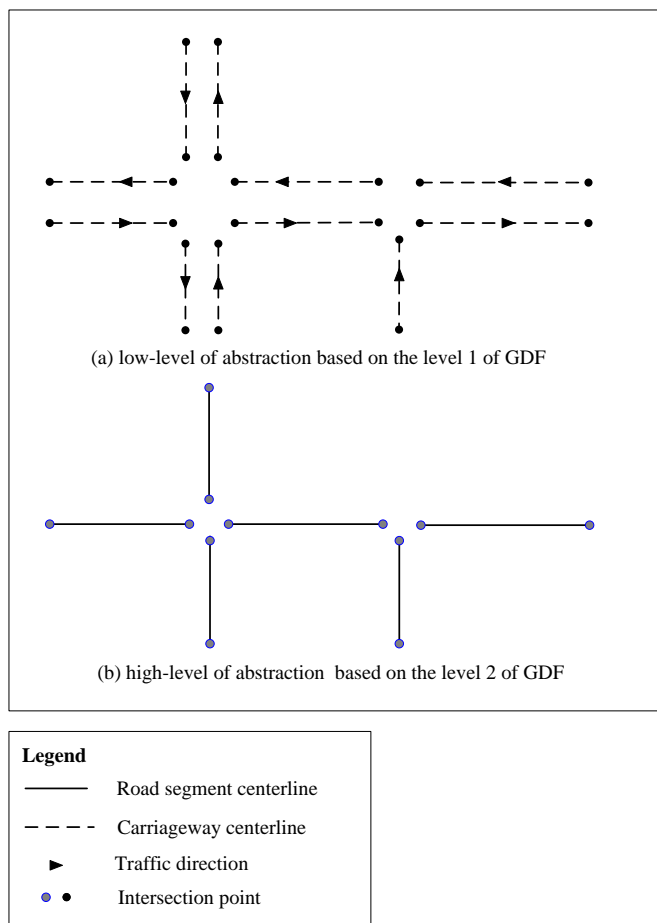 (a) low-level of abstraction based on the level 1 of GDF
(b) high-level of abstraction based on the level 2 of GDF
Legend
Road segment centerline
Carriageway centerline
Traffic direction
Intersection point